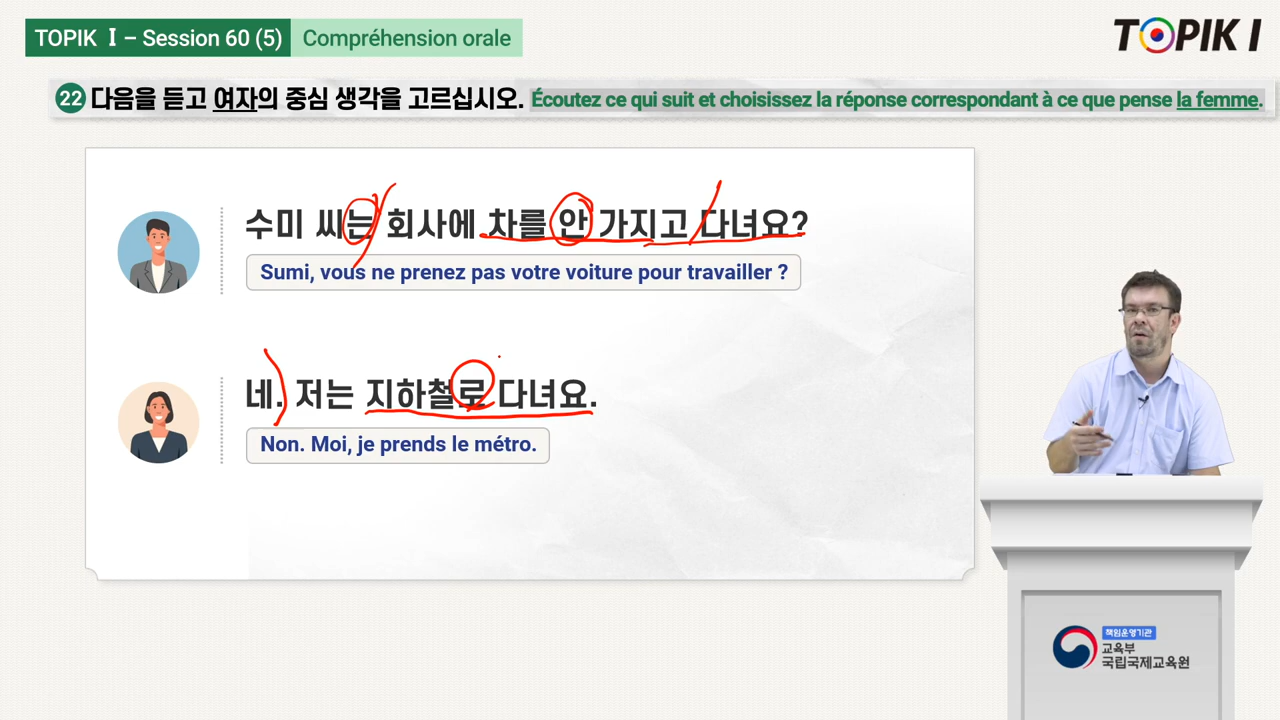 TOPIK Ⅰ – Session 60 (5) Compréhension orale
TOPIK I
22 다음을 듣고 여자의 중심 생각을 고르십시오. Écoutez ce qui suit et choisissez la réponse correspondant à ce que pense la femme.
수미 씨는 회사에 차를 안 가지고 다녀요?
Sumi, vous ne prenez pas votre voiture pour travailler ?
네. 저는 지하철로 다녀요.
Non. Moi, je prends le métro.
책임운영기관
교육부
국립국제교육원